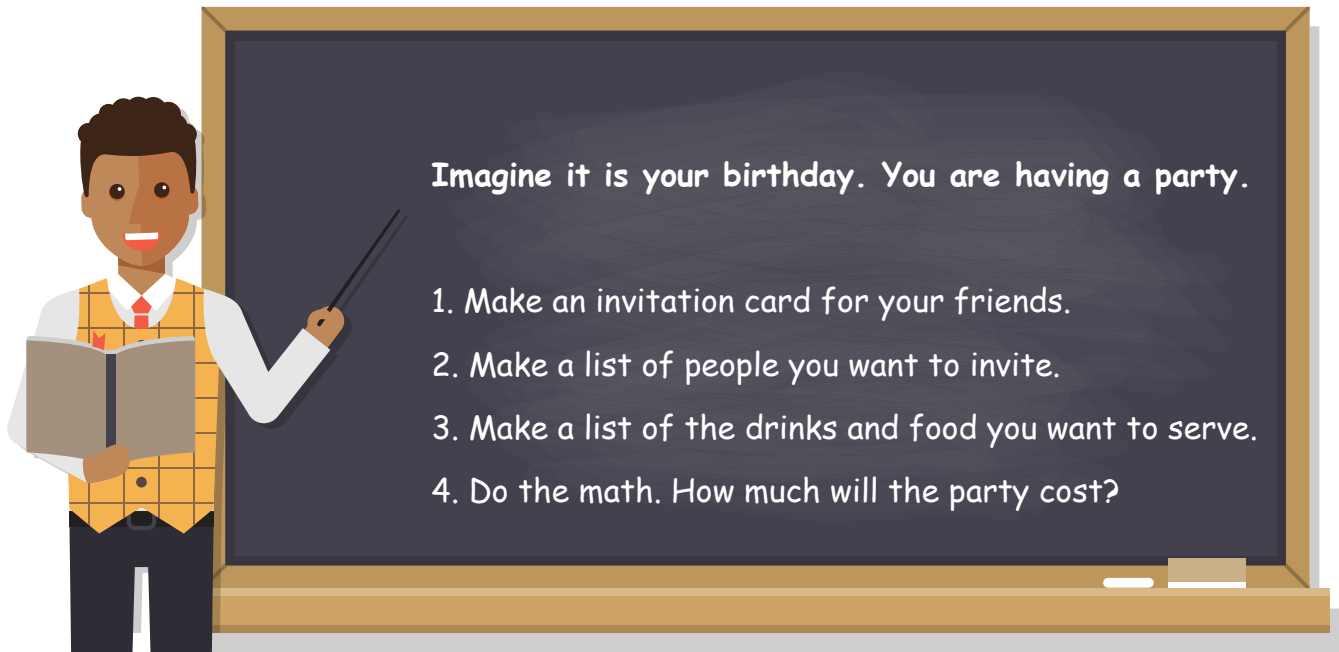 Imagine it is your birthday. You are having a party.
1. Make an invitation card for your friends.
2. Make a list of people you want to invite.
3. Make a list of the drinks and food you want to serve.
4. Do the math. How much will the party cost?